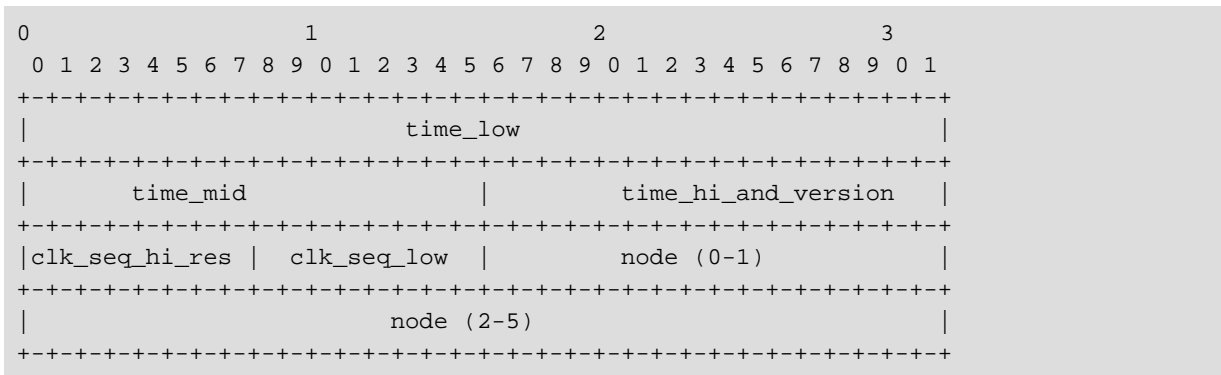 0                   1                   2                   3
 0 1 2 3 4 5 6 7 8 9 0 1 2 3 4 5 6 7 8 9 0 1 2 3 4 5 6 7 8 9 0 1
+-+-+-+-+-+-+-+-+-+-+-+-+-+-+-+-+-+-+-+-+-+-+-+-+-+-+-+-+-+-+-+-+
|                          time_low                             |
+-+-+-+-+-+-+-+-+-+-+-+-+-+-+-+-+-+-+-+-+-+-+-+-+-+-+-+-+-+-+-+-+
|       time_mid                |         time_hi_and_version   |
+-+-+-+-+-+-+-+-+-+-+-+-+-+-+-+-+-+-+-+-+-+-+-+-+-+-+-+-+-+-+-+-+
|clk_seq_hi_res |  clk_seq_low  |         node (0-1)            |
+-+-+-+-+-+-+-+-+-+-+-+-+-+-+-+-+-+-+-+-+-+-+-+-+-+-+-+-+-+-+-+-+
|                         node (2-5)                            |
+-+-+-+-+-+-+-+-+-+-+-+-+-+-+-+-+-+-+-+-+-+-+-+-+-+-+-+-+-+-+-+-+